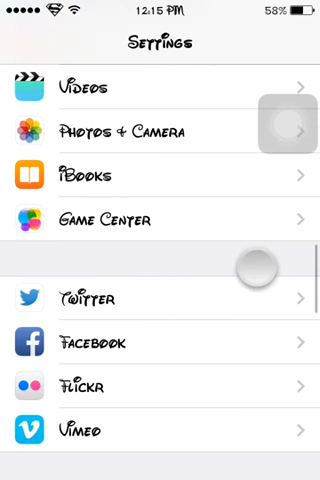 12:15 PM
58%
Settings
Videos
Photos & Camera
iBooks
Game Center
Twitter
Facebook
Flickr
Vimeo